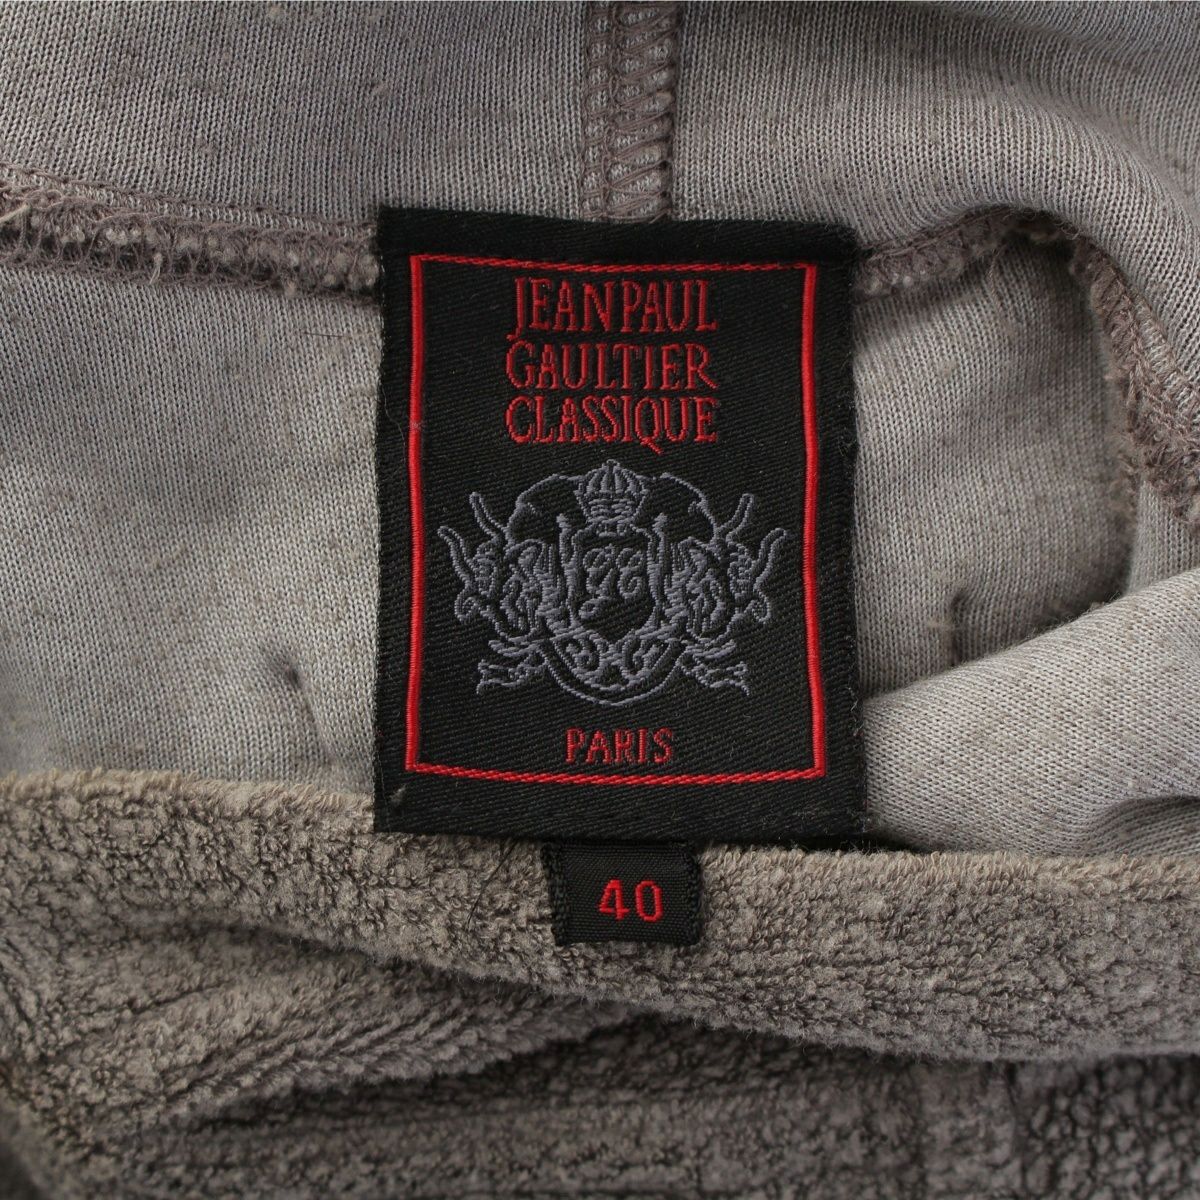 JEAN PAUL
GAULTIER
CLASSIQUE
PARIS
40